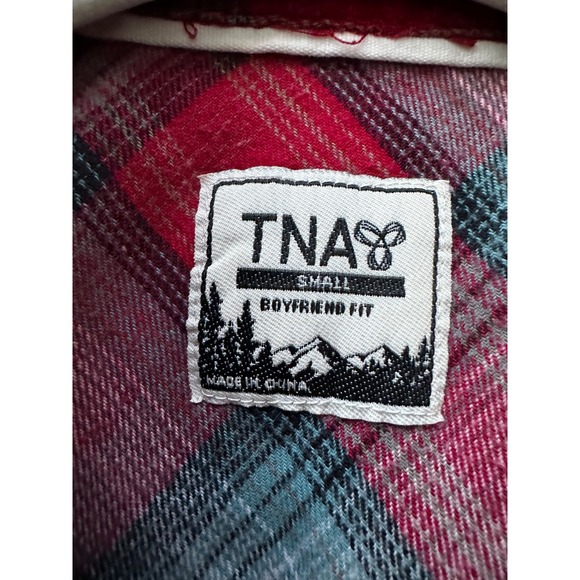 TNA
SMALL
BOYFRIEND FIT
MADE IN CHINA